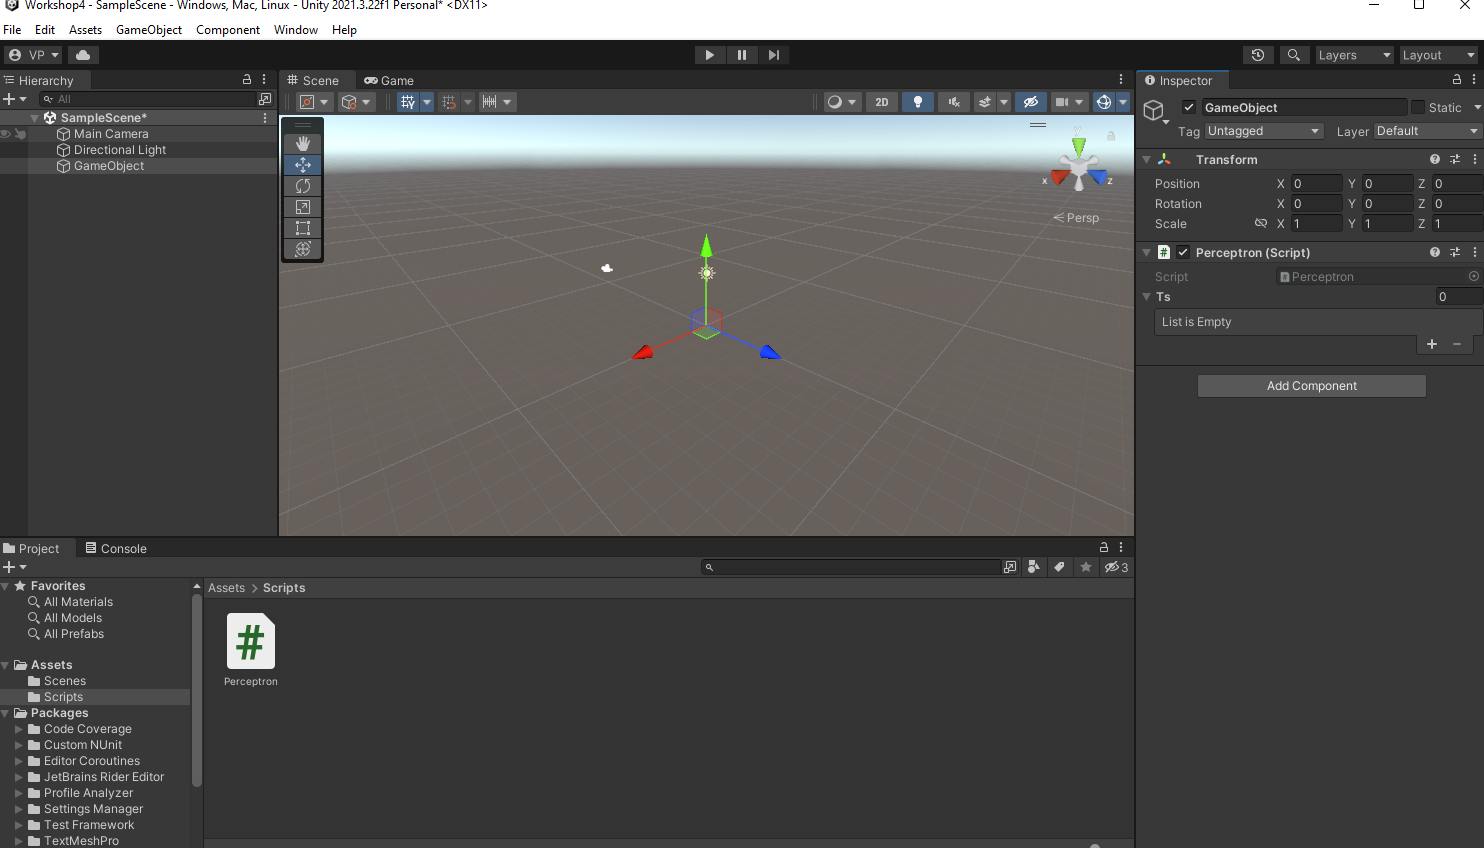 Workshop4 - SampleScene - Windows, Mac, Linux - Unity 2021.3.22f1 Personal* <DX11>
File Edit Assets GameObject Component Window Help
VP Layers Layout
Hierarchy
All
SampleScene*
Main Camera
Directional Light
GameObject
Scene Game
2D
y
x
z
Persp
Inspector
GameObject Static
Tag Untagged Layer Default
Transform
Position X 0 Y 0 Z 0
Rotation X 0 Y 0 Z 0
Scale X 1 Y 1 Z 1
# Perceptron (Script)
Script Perceptron
Ts 0
List is Empty
Add Component
Project Console
3
Favorites
All Materials
All Models
All Prefabs
Assets
Scenes
Scripts
Packages
Code Coverage
Custom NUnit
Editor Coroutines
JetBrains Rider Editor
Profile Analyzer
Settings Manager
Test Framework
TextMeshPro
Assets > Scripts
#
Perceptron